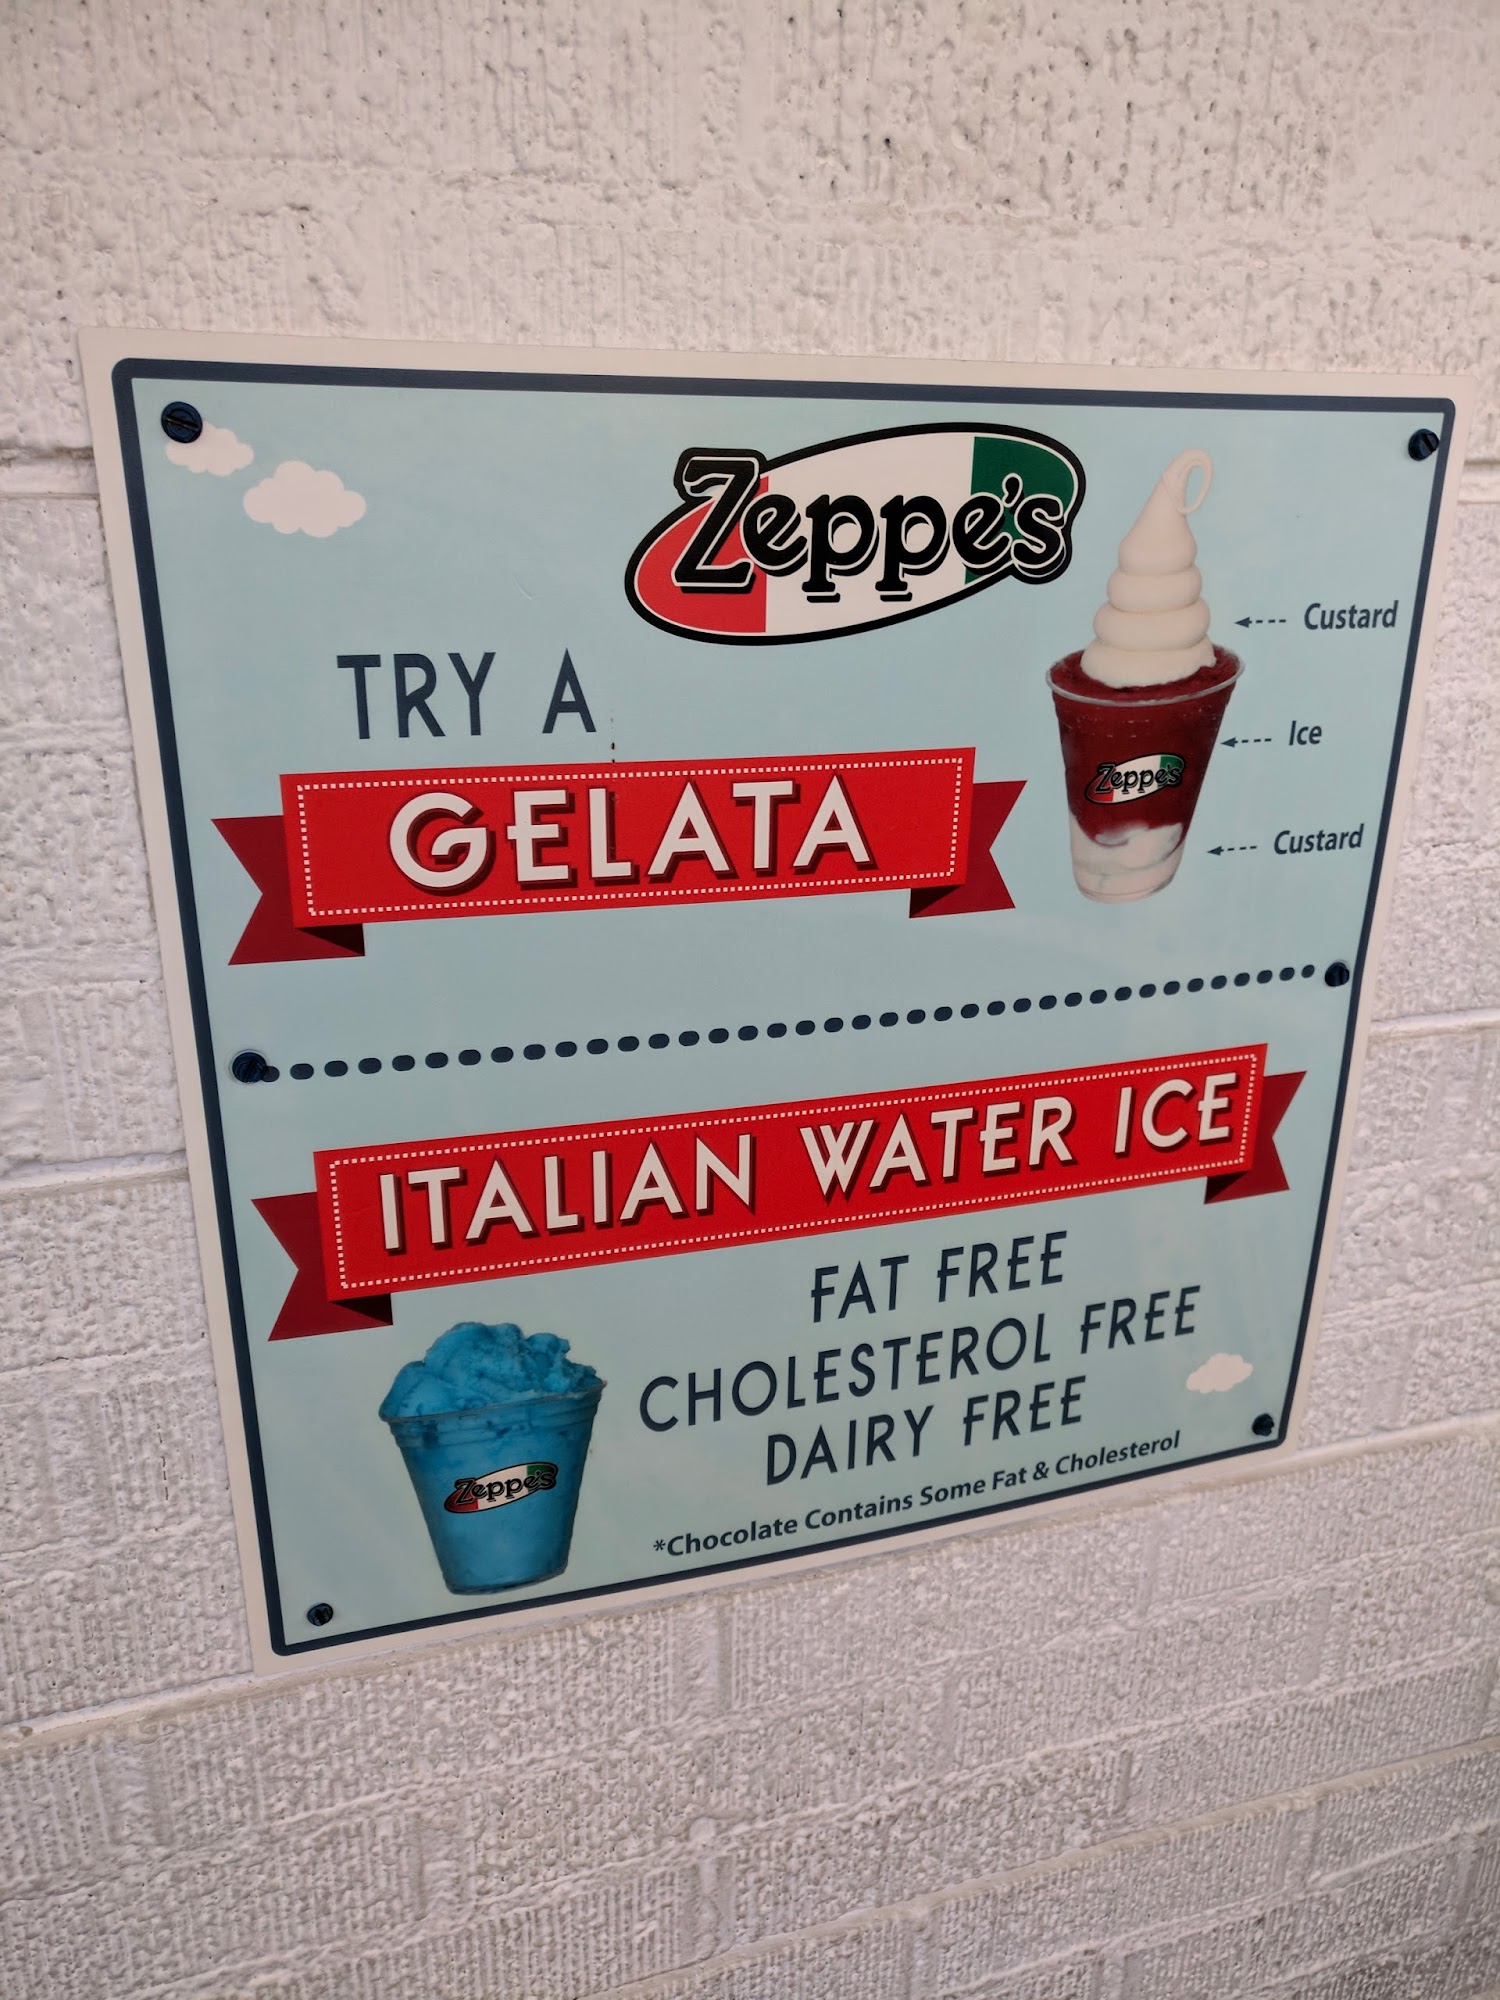 Zeppe's
TRY A
GELATA
Custard
Ice
Custard
Zeppe's
ITALIAN WATER ICE
FAT FREE
CHOLESTEROL FREE
DAIRY FREE
*Chocolate Contains Some Fat & Cholesterol
Zeppe's